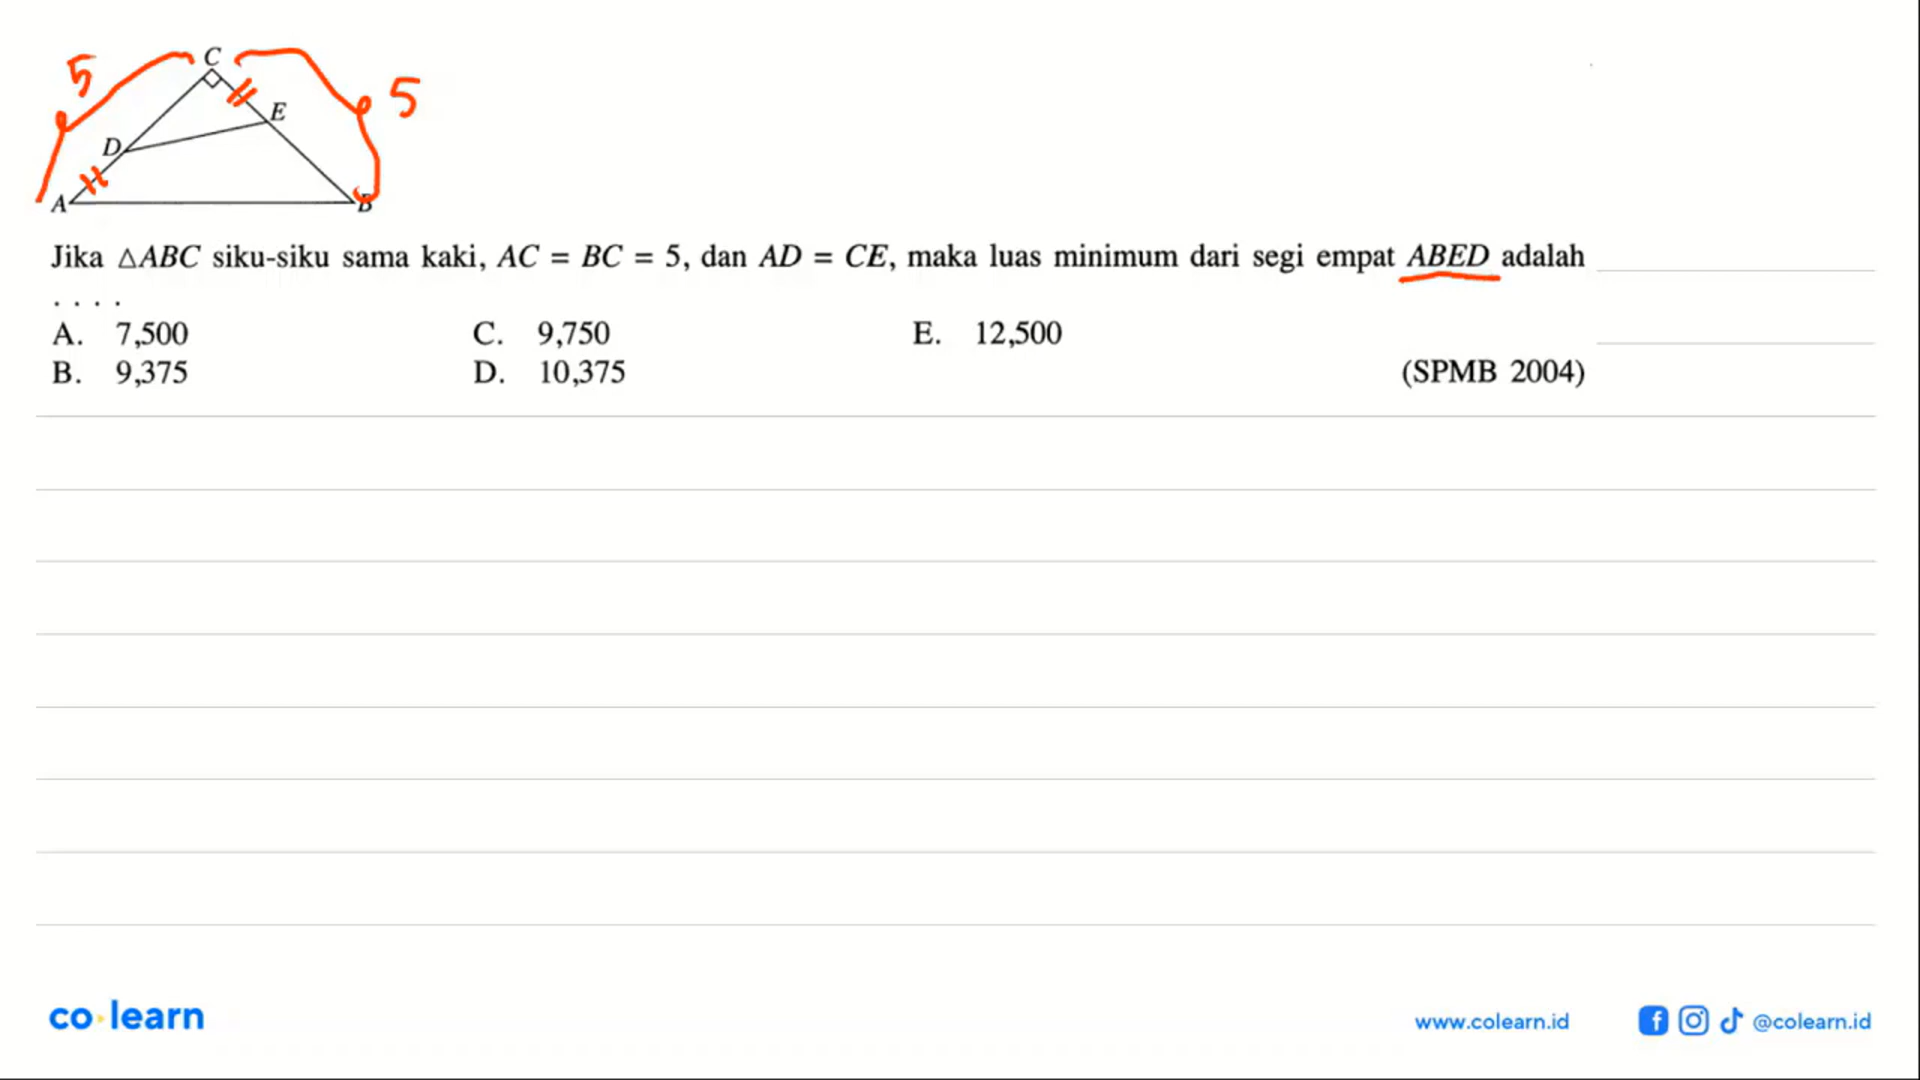 5
C
5
E
D
A
B
Jika △ABC siku-siku sama kaki, AC = BC = 5, dan AD = CE, maka luas minimum dari segi empat ABED adalah
. . . .
A. 7,500 C. 9,750 E. 12,500
B. 9,375 D. 10,375 (SPMB 2004)
co learn www.colearn.id @colearn.id